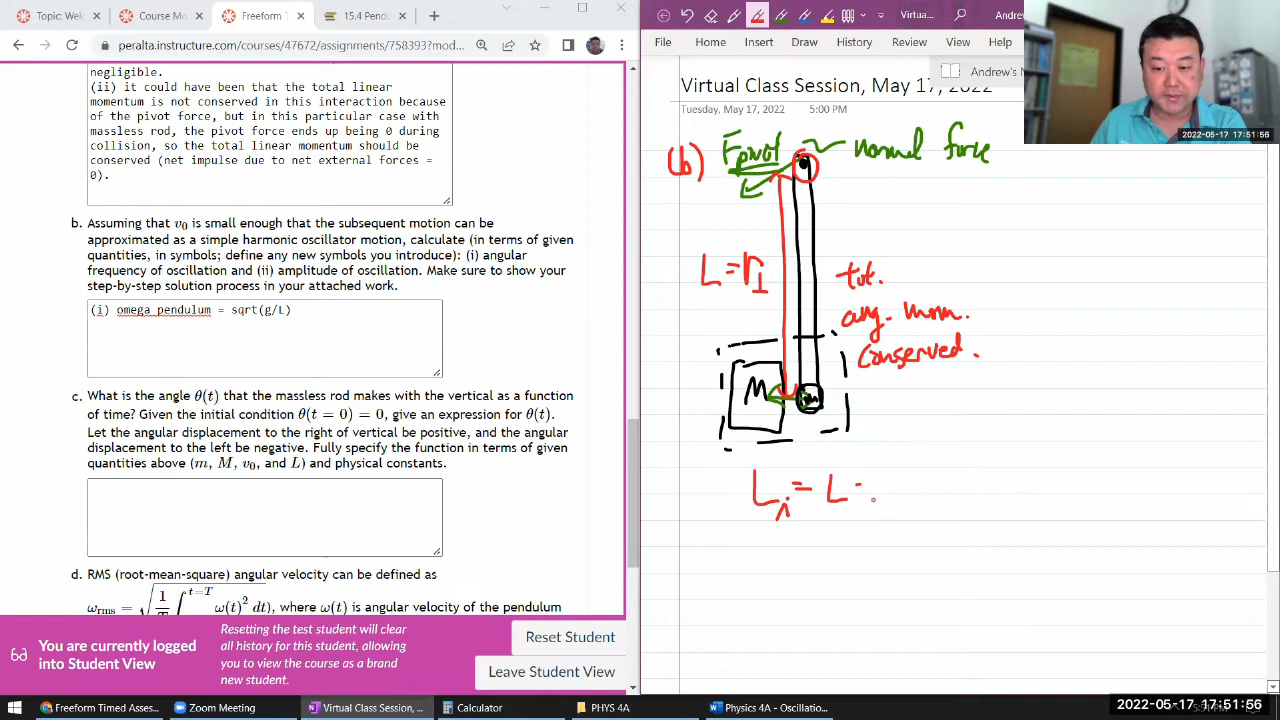 Typing: Welco
Course Mo
Freeform T
15.4 Pendu
peralta.instructure.com/courses/47672/assignments/758393?mod...
negligible.
(ii) it could have been that the total linear
momentum is not conserved in this interaction because
of the pivot force, but in this particular case with
massless rod, the pivot force ends up being 0 during
collision, so the total linear momentum should be
conserved (net impulse due to net external forces =
0).
b. Assuming that v₀ is small enough that the subsequent motion can be
approximated as a simple harmonic oscillator motion, calculate (in terms of given
quantities, in symbols; define any new symbols you introduce): (i) angular
frequency of oscillation and (ii) amplitude of oscillation. Make sure to show your
step-by-step solution process in your attached work.
(i) omega_pendulum = sqrt(g/L)
c. What is the angle θ(t) that the massless rod makes with the vertical as a function
of time? Given the initial condition θ(t = 0) = 0, give an expression for θ(t).
Let the angular displacement to the right of vertical be positive, and the angular
displacement to the left be negative. Fully specify the function in terms of given
quantities above (m, M, v₀, and L) and physical constants.
d. RMS (root-mean-square) angular velocity can be defined as
ω_rms = √(1/T ∫^{t=T} ω(t)² dt), where ω(t) is angular velocity of the pendulum
You are currently logged
into Student View
Resetting the test student will clear
all history for this student, allowing
you to view the course as a brand
new student.
Reset Student
Leave Student View
Virtua...
Andre
File Home Insert Draw History Review View Help
Andrew's N
Virtual Class Session, May 17, 2022
Tuesday, May 17, 2022 5:00 PM
(b) Fpivot ~ normal force
L = r⊥
tot.
ang. mom.
conserved.
M m
L_i = L
2022-05-17 17:51:56
Freeform Timed Asses...
Zoom Meeting
Virtual Class Session, ...
Calculator
PHYS 4A
Physics 4A - Oscillatio...
2022-05-17 17:51:56